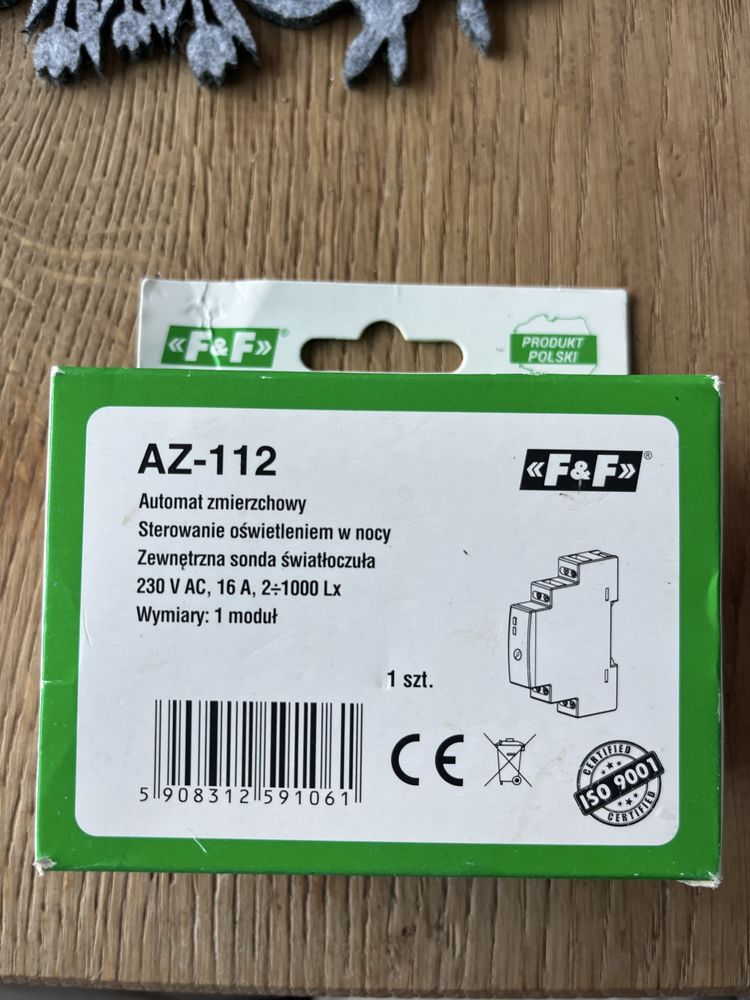 «F&F»®
PRODUKT
POLSKI
AZ-112
«F&F»®
Automat zmierzchowy
Sterowanie oświetleniem w nocy
Zewnętrzna sonda światłoczuła
230 V AC, 16 A, 2÷1000 Lx
Wymiary: 1 moduł
1 szt.
5 908312 591061
CE
CERTIFIED
ISO 9001
CERTIFIED